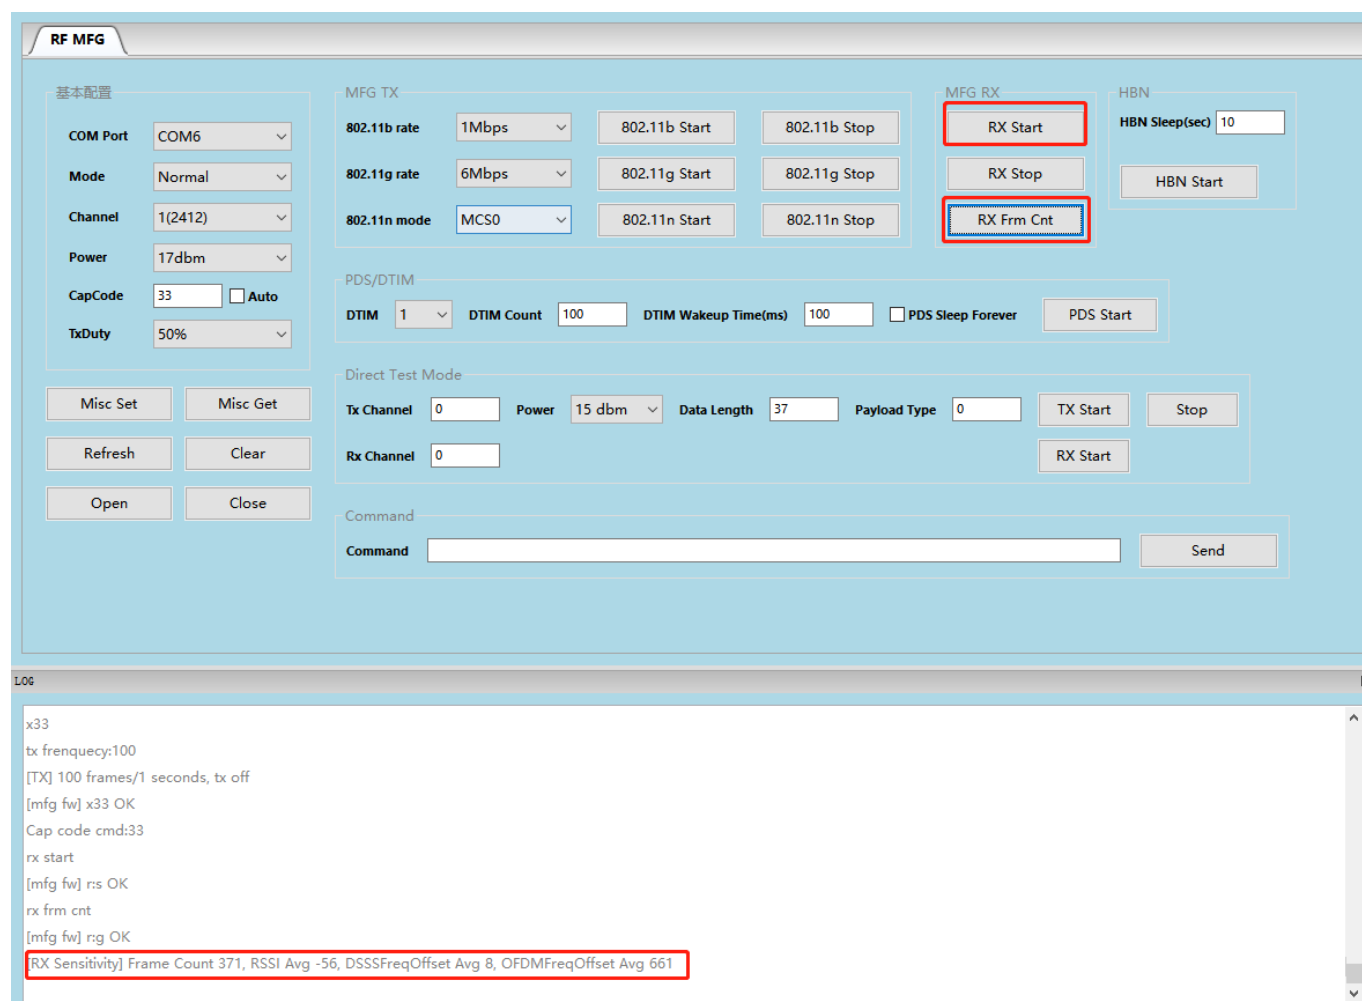 RF MFG
基本配置
COM Port COM6
Mode Normal
Channel 1(2412)
Power 17dbm
CapCode 33 Auto
TxDuty 50%
Misc Set Misc Get
Refresh Clear
Open Close
MFG TX
802.11b rate 1Mbps 802.11b Start 802.11b Stop
802.11g rate 6Mbps 802.11g Start 802.11g Stop
802.11n mode MCS0 802.11n Start 802.11n Stop
MFG RX
RX Start
RX Stop
RX Frm Cnt
HBN
HBN Sleep(sec) 10
HBN Start
PDS/DTIM
DTIM 1 DTIM Count 100 DTIM Wakeup Time(ms) 100 PDS Sleep Forever PDS Start
Direct Test Mode
Tx Channel 0 Power 15 dbm Data Length 37 Payload Type 0 TX Start Stop
Rx Channel 0 RX Start
Command
Command Send
LOG
x33
tx frenquecy:100
[TX] 100 frames/1 seconds, tx off
[mfg fw] x33 OK
Cap code cmd:33
rx start
[mfg fw] r:s OK
rx frm cnt
[mfg fw] r:g OK
[RX Sensitivity] Frame Count 371, RSSI Avg -56, DSSSFreqOffset Avg 8, OFDMFreqOffset Avg 661